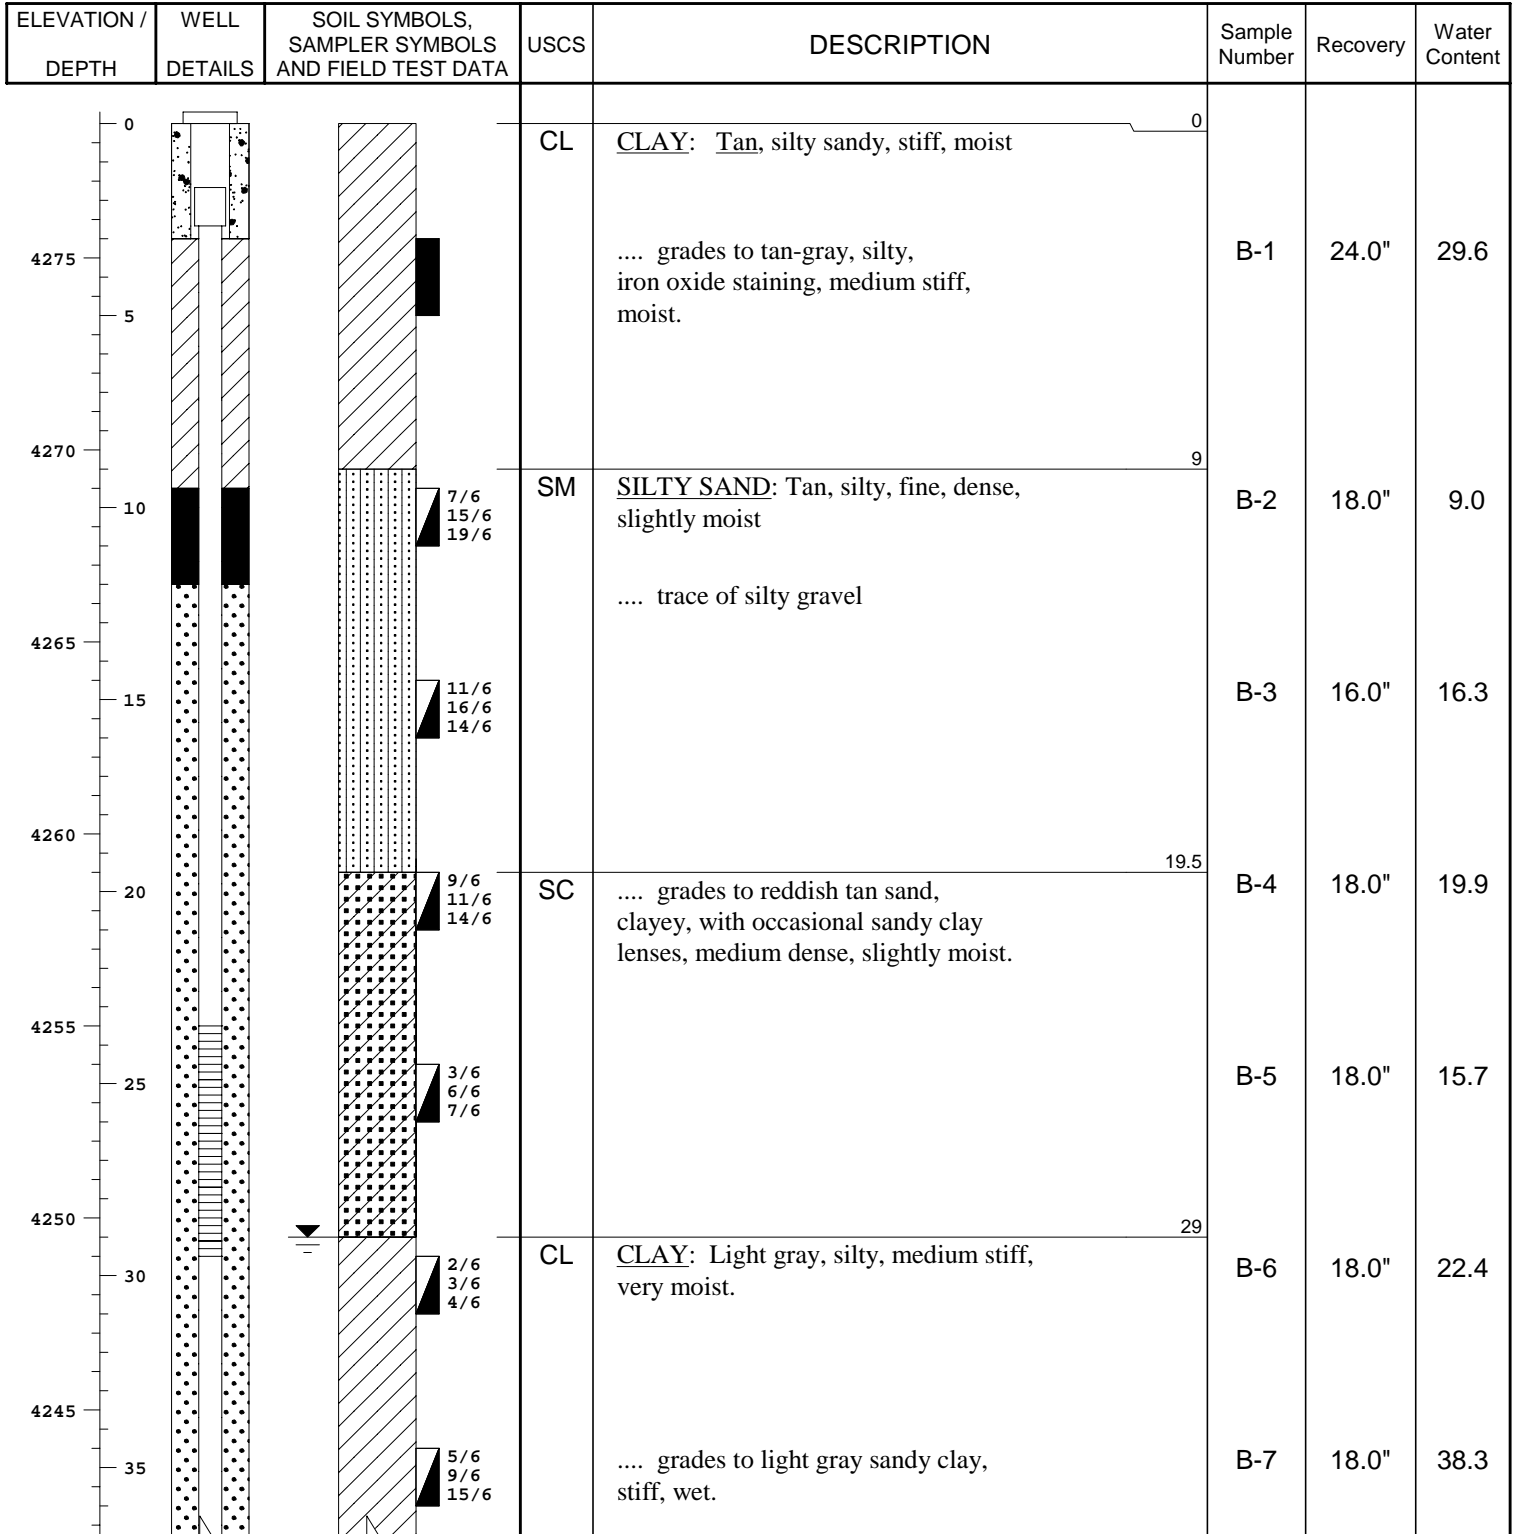 ELEVATION /
DEPTH
WELL
DETAILS
SOIL SYMBOLS,
SAMPLER SYMBOLS
AND FIELD TEST DATA
USCS
DESCRIPTION
Sample
Number
Recovery
Water
Content
0
0
CL
CLAY: Tan, silty sandy, stiff, moist
4275
.... grades to tan-gray, silty,
iron oxide staining, medium stiff,
moist.
B-1
24.0"
29.6
5
4270
9
SM
SILTY SAND: Tan, silty, fine, dense,
slightly moist
10
7/6
15/6
19/6
B-2
18.0"
9.0
.... trace of silty gravel
4265
15
11/6
16/6
14/6
B-3
16.0"
16.3
4260
19.5
20
9/6
11/6
14/6
SC
.... grades to reddish tan sand,
clayey, with occasional sandy clay
lenses, medium dense, slightly moist.
B-4
18.0"
19.9
4255
25
3/6
6/6
7/6
B-5
18.0"
15.7
4250
29
CL
CLAY: Light gray, silty, medium stiff,
very moist.
30
2/6
3/6
4/6
B-6
18.0"
22.4
4245
35
5/6
9/6
15/6
.... grades to light gray sandy clay,
stiff, wet.
B-7
18.0"
38.3